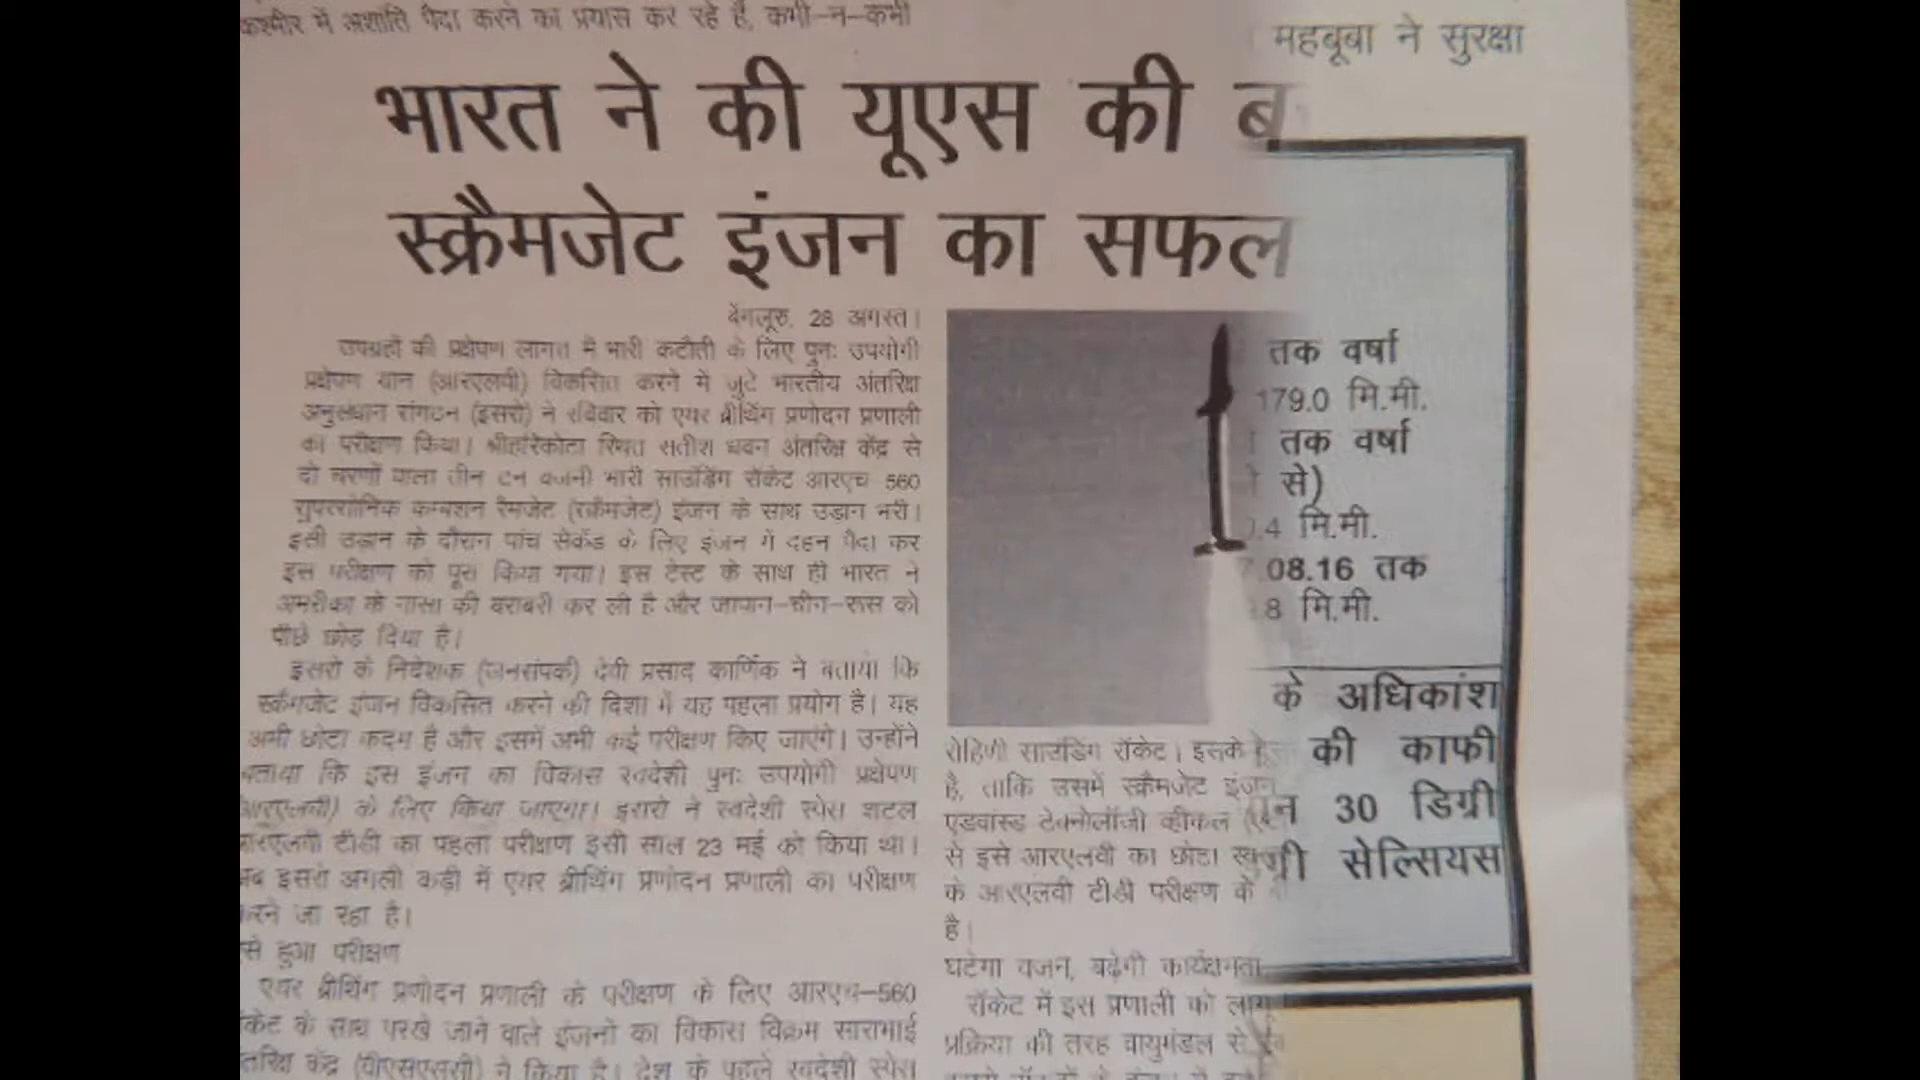 कश्मीर में अशांति पैदा करने का प्रयास कर रहे हैं, कभी-न-कभी
भारत ने की यूएस की ब
स्क्रैमजेट इंजन का सफल
बेंगलूरु, 28 अगस्त।
उपग्रहों की प्रक्षेपण लागत में भारी कटौती के लिए पुनः उपयोगी
प्रक्षेपण यान (आरएलवी) विकसित करने में जुटे भारतीय अंतरिक्ष
अनुसंधान संगठन (इसरो) ने रविवार को एयर ब्रीथिंग प्रणोदन प्रणाली
का परीक्षण किया। श्रीहरिकोटा स्थित सतीश धवन अंतरिक्ष केंद्र से
दो चरणों वाला तीन टन वजनी भारी साउंडिंग रॉकेट आरएच 560
सुपरसोनिक कम्बशन रैमजेट (स्क्रैमजेट) इंजन के साथ उड़ान भरी।
इसी उड़ान के दौरान पांच सेकेंड के लिए इंजन में दहन पैदा कर
इस परीक्षण को पूरा किया गया। इस टेस्ट के साथ ही भारत ने
अमरीका के नासा की बराबरी कर ली है और जापान-चीन-रूस को
पीछे छोड़ दिया है।
इसरो के निदेशक (जनसंपर्क) देवी प्रसाद कार्णिक ने बताया कि
स्क्रैमजेट इंजन विकसित करने की दिशा में यह पहला प्रयोग है। यह
अभी छोटा कदम है और इसमें अभी कई परीक्षण किए जाएंगे। उन्होंने
बताया कि इस इंजन का विकास स्वदेशी पुनः उपयोगी प्रक्षेपण
आरएलवी) के लिए किया जाएगा। इसरो ने स्वदेशी स्पेस शटल
आरएलवी टीडी का पहला परीक्षण इसी साल 23 मई को किया था।
अब इसरो अगली कड़ी में एयर ब्रीथिंग प्रणोदन प्रणाली का परीक्षण
करने जा रहा है।
से हुआ परीक्षण
एयर ब्रीथिंग प्रणोदन प्रणाली के परीक्षण के लिए आरएच-560
केट के साथ परखे जाने वाले इंजनों का विकास विक्रम साराभाई
तरिक्ष केंद्र (वीएसएससी) ने किया है। देश के पहले स्वदेशी स्पेस
रोहिणी साउंडिंग रॉकेट। इसके
है, ताकि उसमें स्क्रैमजेट इंजन
एडवांस्ड टेक्नोलॉजी व्हीकल
से इसे आरएलवी का छोटा
के आरएलवी टीडी परीक्षण के
है।
घटेगा वजन, बढ़ेगी कार्यक्षमता
रॉकेट में इस प्रणाली को
प्रक्रिया की तरह वायुमंडल से
महबूबा ने सुरक्षा
तक वर्षा
179.0 मि.मी.
तक वर्षा
से)
.4 मि.मी.
.08.16 तक
8 मि.मी.
के अधिकांश
की काफी
न 30 डिग्री
ग्री सेल्सियस